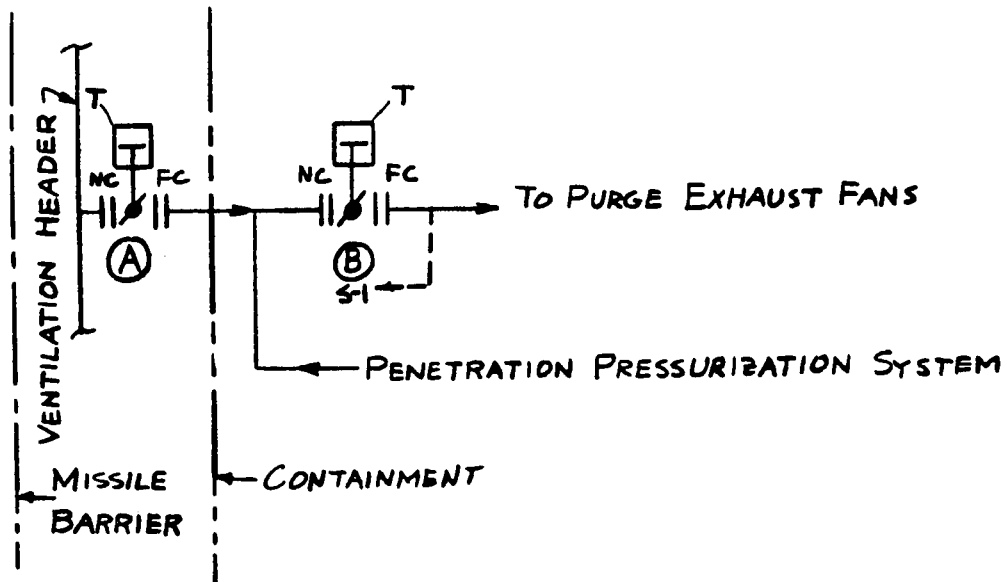 VENTILATION HEADER
T
T
T
T
NC
FC
NC
FC
TO PURGE EXHAUST FANS
A
B
S-1
PENETRATION PRESSURIZATION SYSTEM
MISSILE
BARRIER
CONTAINMENT